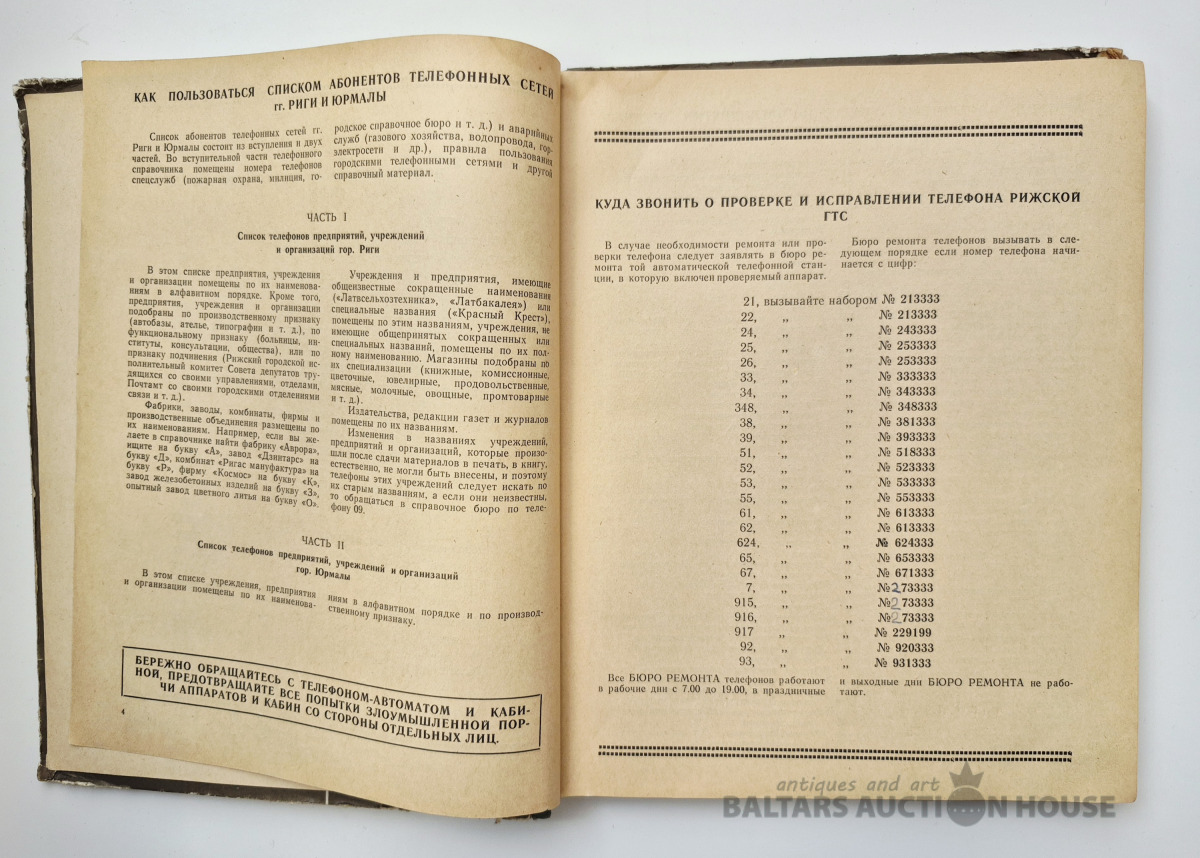 КАК ПОЛЬЗОВАТЬСЯ СПИСКОМ АБОНЕНТОВ ТЕЛЕФОННЫХ СЕТЕЙ
гг. РИГИ И ЮРМАЛЫ
Список абонентов телефонных сетей гг.
Риги и Юрмалы состоит из вступления и двух
частей. Во вступительной части телефонного
справочника помещены номера телефонов
спецслужб (пожарная охрана, милиция, го-
родское справочное бюро и т. д.) и аварийных
служб (газового хозяйства, водопровода, гор-
электросети и др.), правила пользования
городскими телефонными сетями и другой
справочный материал.
ЧАСТЬ I
Список телефонов предприятий, учреждений
и организаций гор. Риги
В этом списке предприятия, учреждения
и организации помещены по их наименова-
ниям в алфавитном порядке. Кроме того,
предприятия, учреждения и организации
подобраны по производственному признаку
(автобазы, ателье, типографии и т. д.), по
функциональному признаку (больницы, ин-
ституты, консультации, общества), или по
признаку подчинения (Рижский городской ис-
полнительный комитет Совета депутатов тру-
дящихся со своими управлениями, отделами,
Почтамт со своими городскими отделениями
связи и т. д.).
Фабрики, заводы, комбинаты, фирмы и
производственные объединения размещены по
их наименованиям. Например, если вы же-
лаете в справочнике найти фабрику «Аврора»,
ищите на букву «А», завод «Дзинтарс» на
букву «Д», комбинат «Ригас мануфактура» на
букву «Р», фирму «Космос» на букву «К»,
завод железобетонных изделий на букву «З»,
опытный завод цветного литья на букву «О».
Учреждения и предприятия, имеющие
общеизвестные сокращенные наименования
(«Латвсельхозтехника», «Латбакалея») или
специальные названия («Красный Крест»),
помещены по этим названиям, учреждения, не
имеющие общепринятых сокращенных или
специальных названий, помещены по их пол-
ному наименованию. Магазины подобраны по
их специализации (книжные, комиссионные,
цветочные, ювелирные, продовольственные,
мясные, молочные, овощные, промтоварные
и т. д.).
Издательства, редакции газет и журналов
помещены по их названиям.
Изменения в названиях учреждений,
предприятий и организаций, которые произо-
шли после сдачи материалов в печать, в книгу,
естественно, не могли быть внесены, и поэтому
телефоны этих учреждений следует искать по
их старым названиям, а если они неизвестны,
то обращаться в справочное бюро по теле-
фону 09.
ЧАСТЬ II
Список телефонов предприятий, учреждений и организаций
гор. Юрмалы
В этом списке учреждения, предприятия
и организации помещены по их наименова-
ниям в алфавитном порядке и по производ-
ственному признаку.
БЕРЕЖНО ОБРАЩАЙТЕСЬ С ТЕЛЕФОНОМ-АВТОМАТОМ И КАБИ-
НОЙ, ПРЕДОТВРАЩАЙТЕ ВСЕ ПОПЫТКИ ЗЛОУМЫШЛЕННОЙ ПОР-
ЧИ АППАРАТОВ И КАБИН СО СТОРОНЫ ОТДЕЛЬНЫХ ЛИЦ.
4
КУДА ЗВОНИТЬ О ПРОВЕРКЕ И ИСПРАВЛЕНИИ ТЕЛЕФОНА РИЖСКОЙ
ГТС
В случае необходимости ремонта или про-
верки телефона следует заявлять в бюро ре-
монта той автоматической телефонной стан-
ции, в которую включен проверяемый аппарат.
Бюро ремонта телефонов вызывать в сле-
дующем порядке если номер телефона начи-
нается с цифр:
21, вызывайте набором № 213333
22, „ „ № 213333
24, „ „ № 243333
25, „ „ № 253333
26, „ „ № 253333
33, „ „ № 333333
34, „ „ № 343333
348, „ „ № 348333
38, „ „ № 381333
39, „ „ № 393333
51, „ „ № 518333
52, „ „ № 523333
53, „ „ № 533333
55, „ „ № 553333
61, „ „ № 613333
62, „ „ № 613333
624, „ „ № 624333
65, „ „ № 653333
67, „ „ № 671333
7, „ „ №273333
915, „ „ №273333
916, „ „ №273333
917 „ „ № 229199
92, „ „ № 920333
93, „ „ № 931333
Все БЮРО РЕМОНТА телефонов работают
в рабочие дни с 7.00 до 19.00, в праздничные
и выходные дни БЮРО РЕМОНТА не рабо-
тают.
antiques and art
BALTARS AUCTION HOUSE